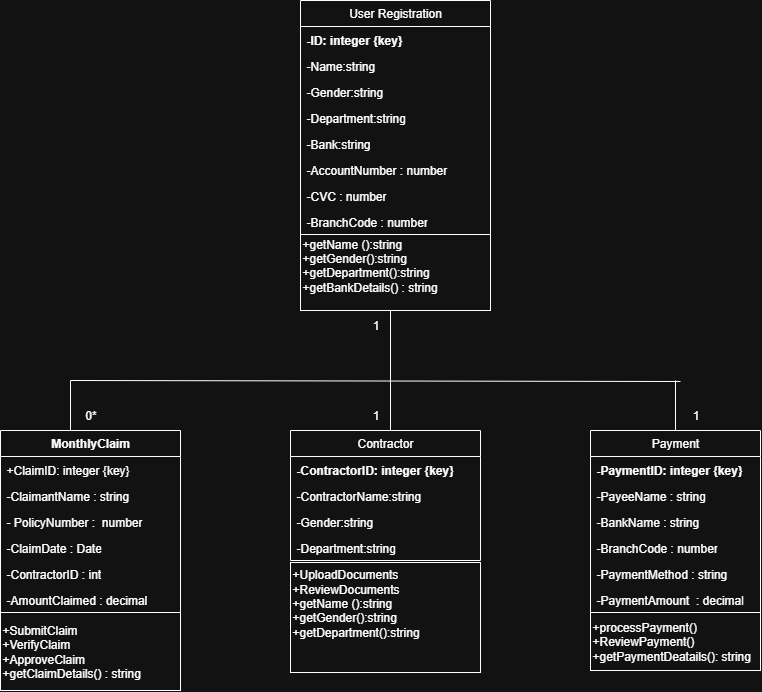 User Registration
-ID: integer {key}
-Name:string
-Gender:string
-Department:string
-Bank:string
-AccountNumber : number
-CVC : number
-BranchCode : number
+getName ():string
+getGender():string
+getDepartment():string
+getBankDetails() : string
1
0*
1
1
MonthlyClaim
+ClaimID: integer {key}
-ClaimantName : string
- PolicyNumber :  number
-ClaimDate : Date
-ContractorID : int
-AmountClaimed : decimal
+SubmitClaim
+VerifyClaim
+ApproveClaim
+getClaimDetails() : string
Contractor
-ContractorID: integer {key}
-ContractorName:string
-Gender:string
-Department:string
+UploadDocuments
+ReviewDocuments
+getName ():string
+getGender():string
+getDepartment():string
Payment
-PaymentID: integer {key}
-PayeeName : string
-BankName : string
-BranchCode : number
-PaymentMethod : string
-PaymentAmount  : decimal
+processPayment()
+ReviewPayment()
+getPaymentDeatails(): string